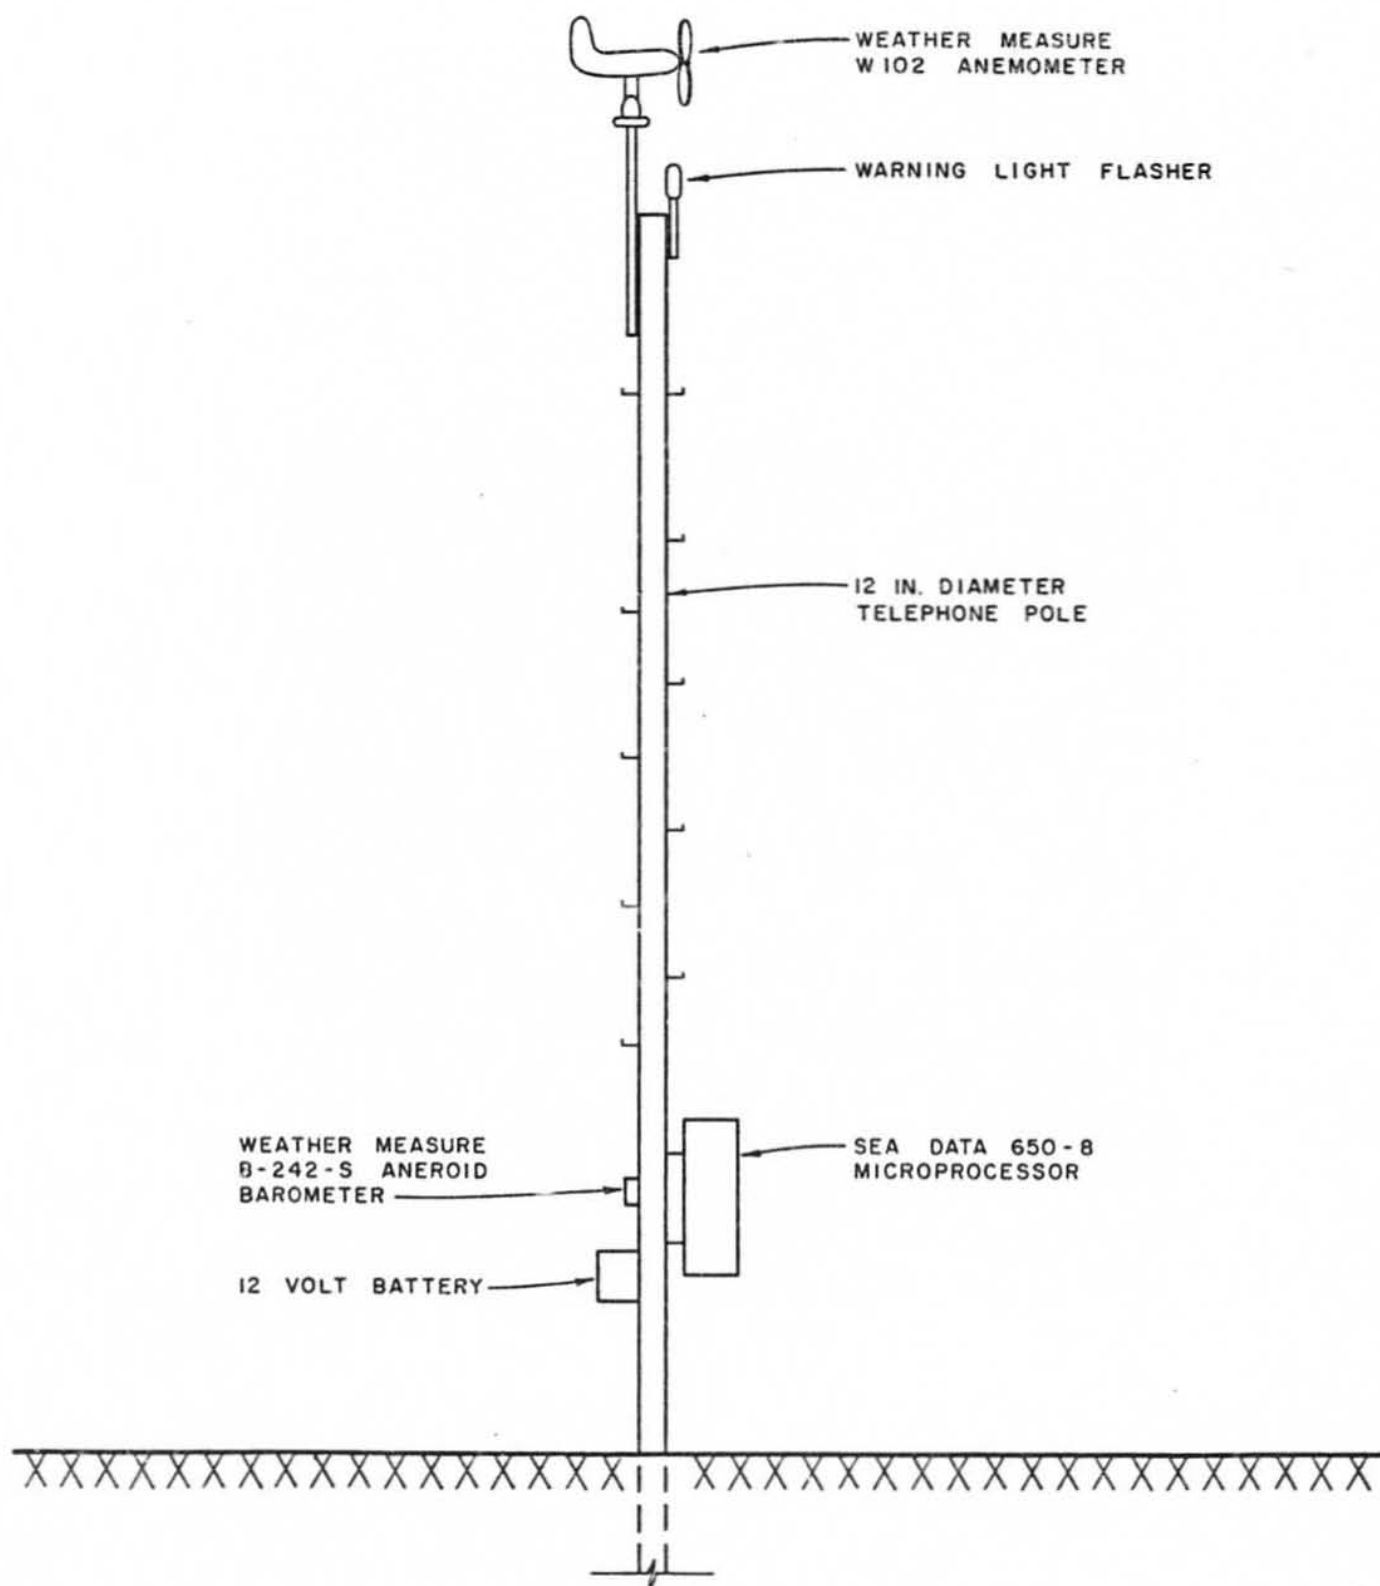 WEATHER MEASURE
W102 ANEMOMETER
WARNING LIGHT FLASHER
12 IN. DIAMETER
TELEPHONE POLE
WEATHER MEASURE
B-242-S ANEROID
BAROMETER
SEA DATA 650-8
MICROPROCESSOR
12 VOLT BATTERY